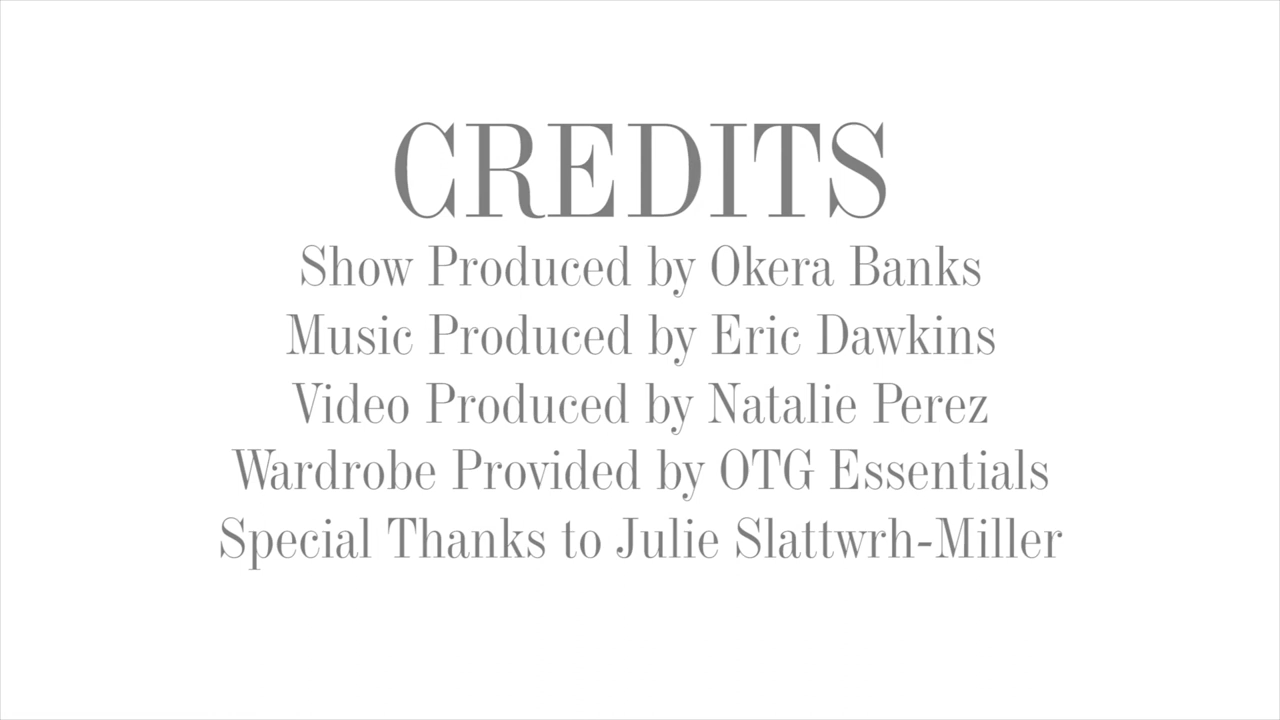 CREDITS
Show Produced by Okera Banks
Music Produced by Eric Dawkins
Video Produced by Natalie Perez
Wardrobe Provided by OTG Essentials
Special Thanks to Julie Slattwrh-Miller